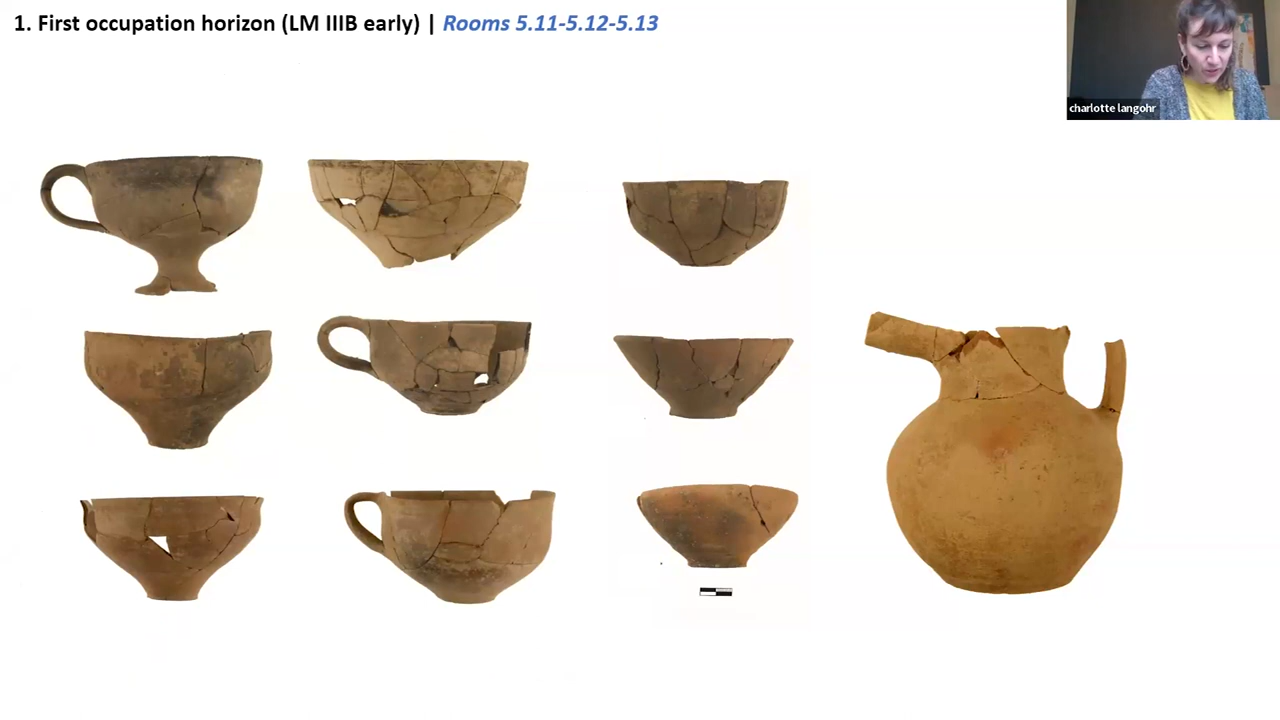 1. First occupation horizon (LM IIIB early) | Rooms 5.11-5.12-5.13
charlotte langohr